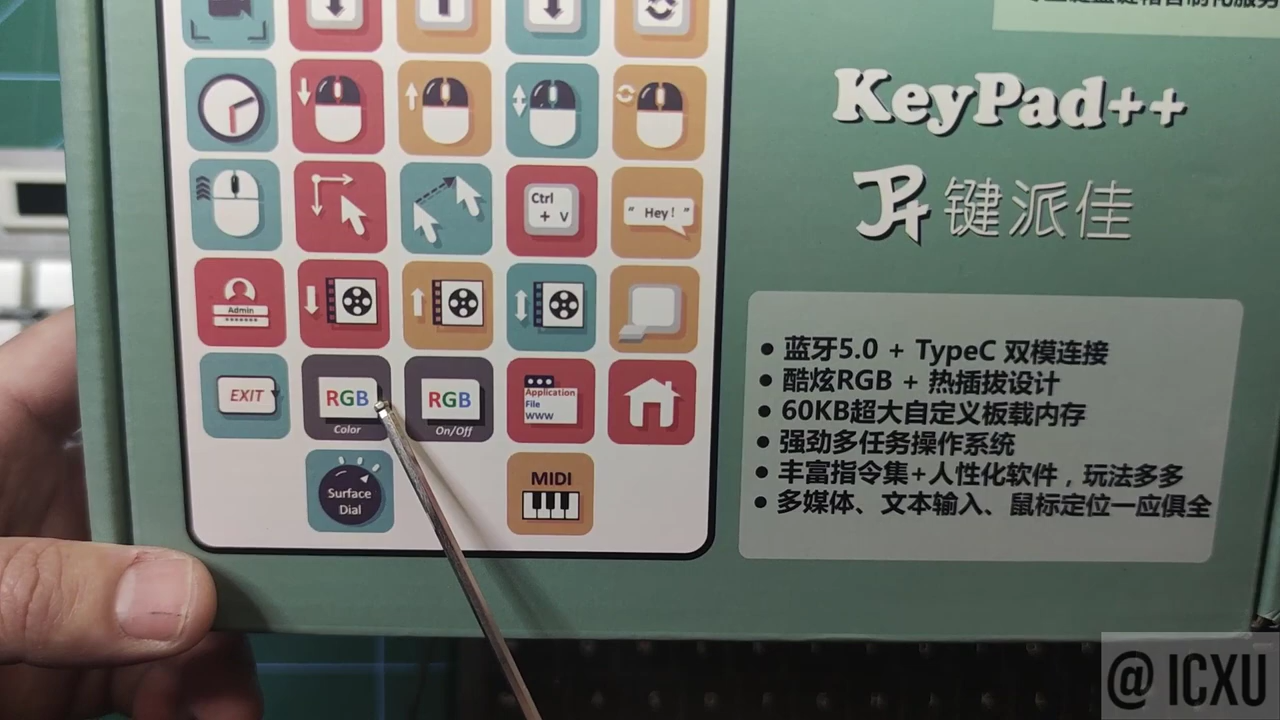 KeyPad++
键派佳
Ctrl
+ v
“ Hey! ”
Admin
EXIT
RGB
Color
RGB
On/Off
Application
File
WWW
Surface
Dial
MIDI
● 蓝牙5.0 + TypeC 双模连接
● 酷炫RGB + 热插拔设计
● 60KB超大自定义板载内存
● 强劲多任务操作系统
● 丰富指令集+人性化软件，玩法多多
● 多媒体、文本输入、鼠标定位一应俱全
@ ICXU